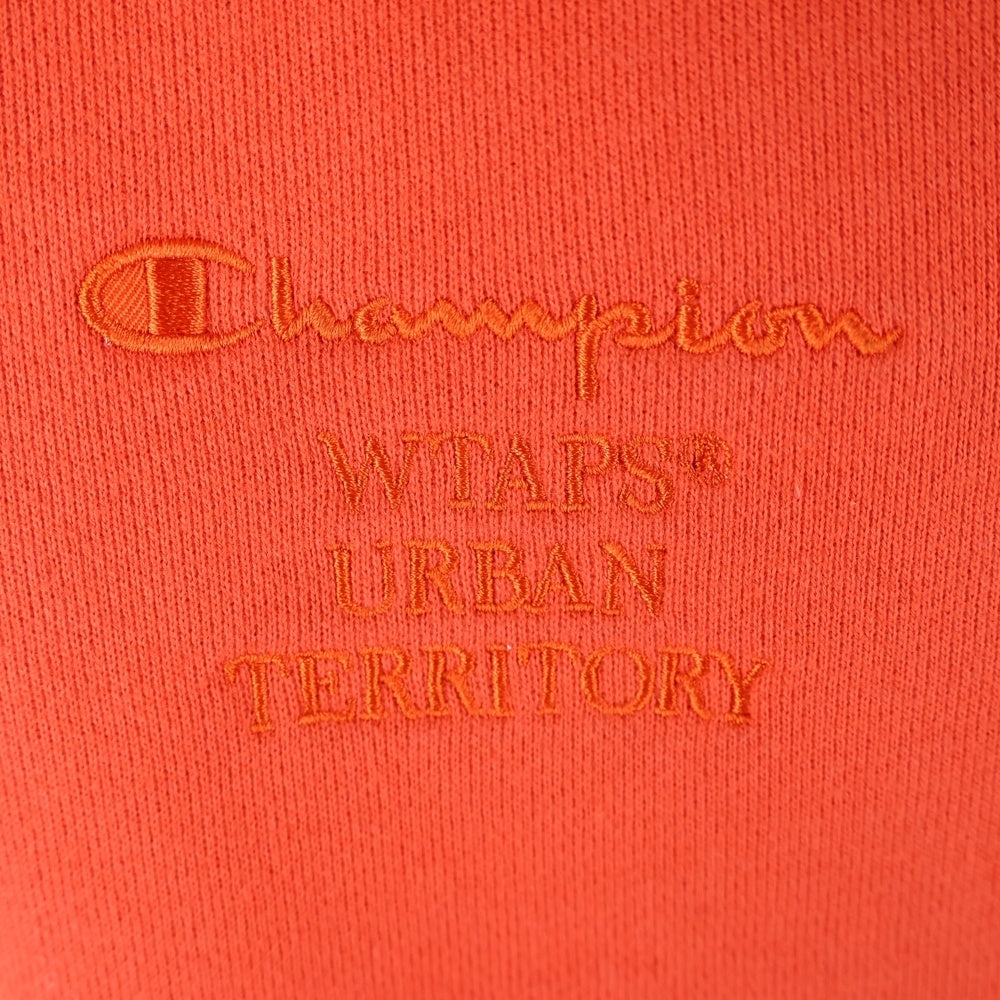 Champion
WTAPS®
URBAN
TERRITORY